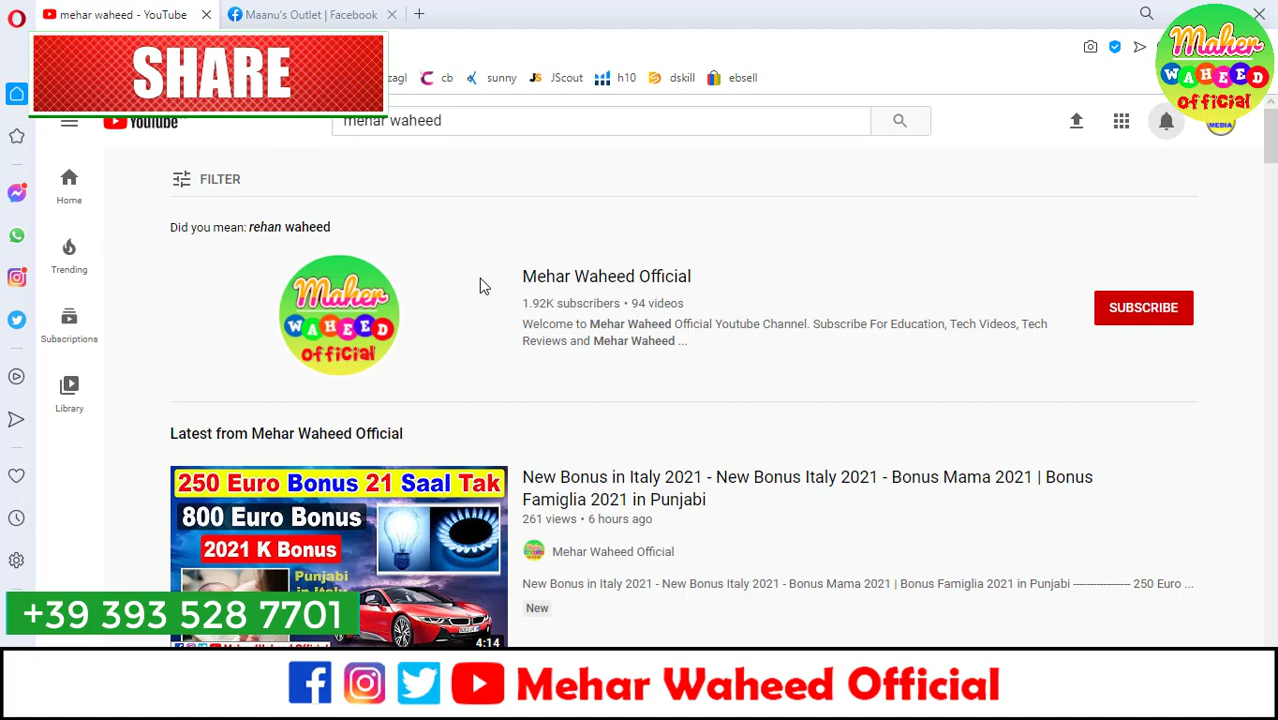 mehar waheed - YouTube
Maanu's Outlet | Facebook
SHARE
zagl
cb
sunny
JScout
h10
dskill
ebsell
Maher
WAHEED
official
YouTube
mehar waheed
MEDIA
FILTER
Home
Did you mean: rehan waheed
Trending
Maher
WAHEED
official
Mehar Waheed Official
1.92K subscribers • 94 videos
Welcome to Mehar Waheed Official Youtube Channel. Subscribe For Education, Tech Videos, Tech
Reviews and Mehar Waheed ...
SUBSCRIBE
Subscriptions
Library
Latest from Mehar Waheed Official
250 Euro Bonus 21 Saal Tak
800 Euro Bonus
2021 K Bonus
Punjabi
4:14
New Bonus in Italy 2021 - New Bonus Italy 2021 - Bonus Mama 2021 | Bonus
Famiglia 2021 in Punjabi
261 views • 6 hours ago
Mehar Waheed Official
New Bonus in Italy 2021 - New Bonus Italy 2021 - Bonus Mama 2021 | Bonus Famiglia 2021 in Punjabi ---------------- 250 Euro ...
New
+39 393 528 7701
Mehar Waheed Official